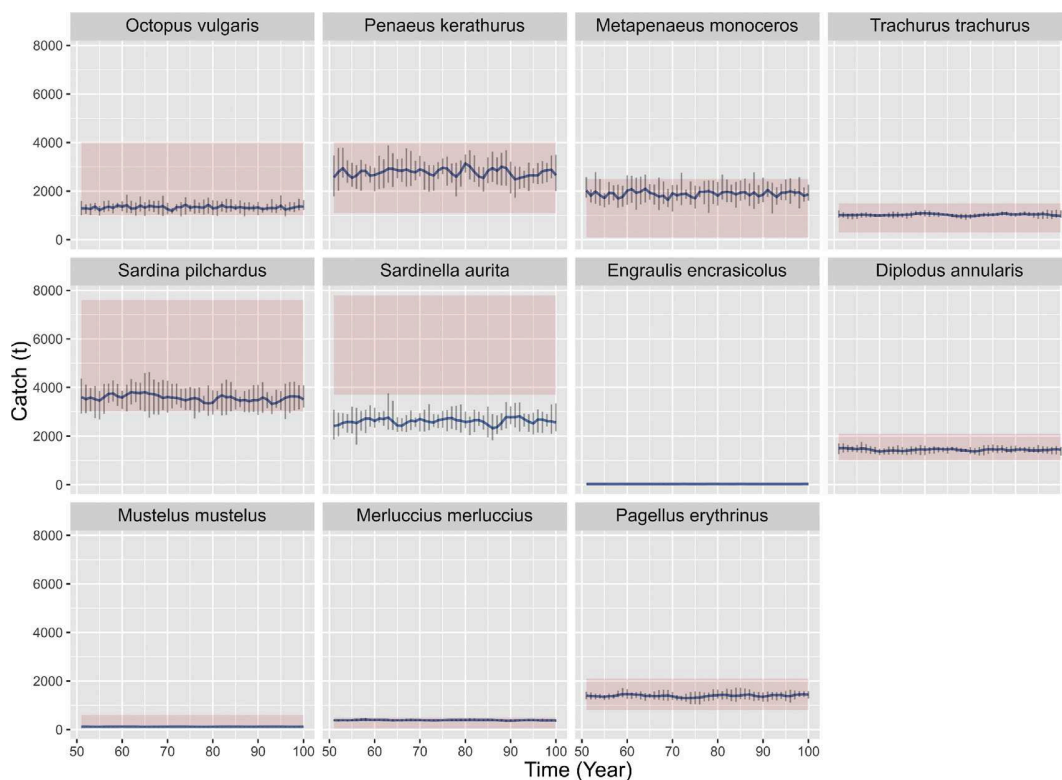 Octopus vulgaris Penaeus kerathurus Metapenaeus monoceros Trachurus trachurus
8000
6000
4000
2000
0
Sardina pilchardus Sardinella aurita Engraulis encrasicolus Diplodus annularis
8000
6000
4000
2000
0
Catch (t)
Mustelus mustelus Merluccius merluccius Pagellus erythrinus
8000
6000
4000
2000
0
50 60 70 80 90 100 50 60 70 80 90 100 50 60 70 80 90 100
Time (Year)